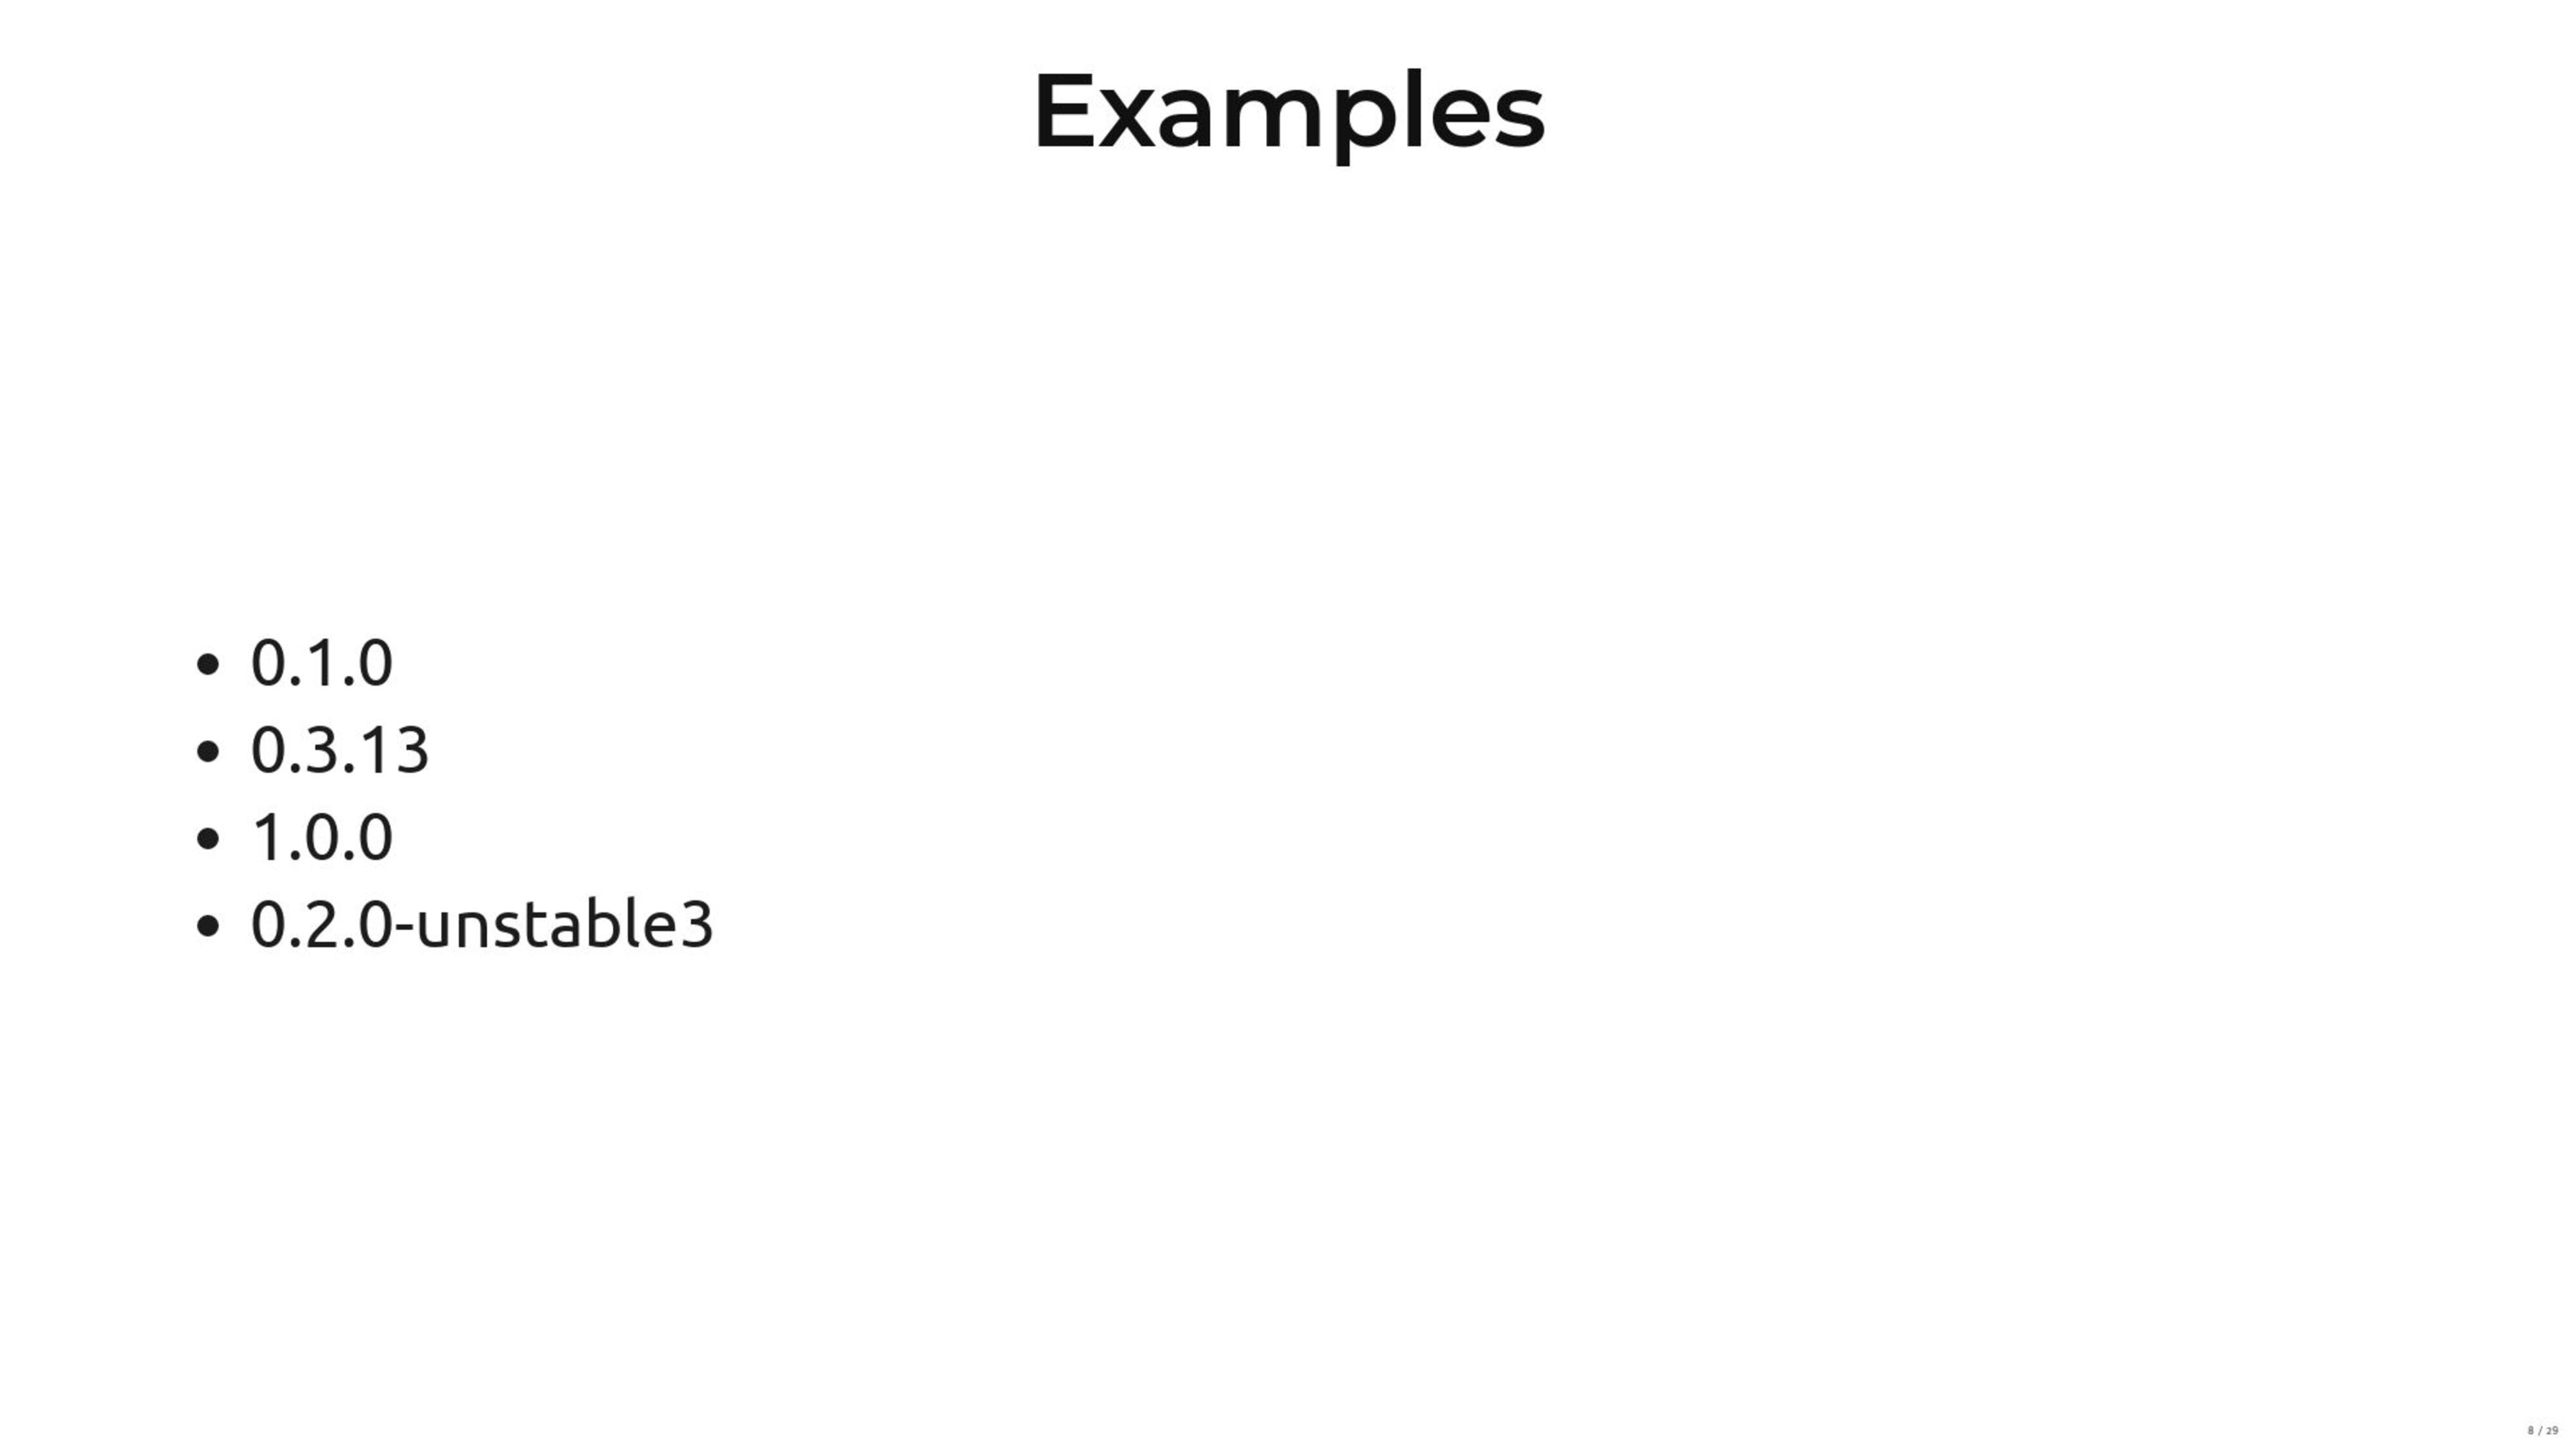 Examples
• 0.1.0
• 0.3.13
• 1.0.0
• 0.2.0-unstable3
8 / 29